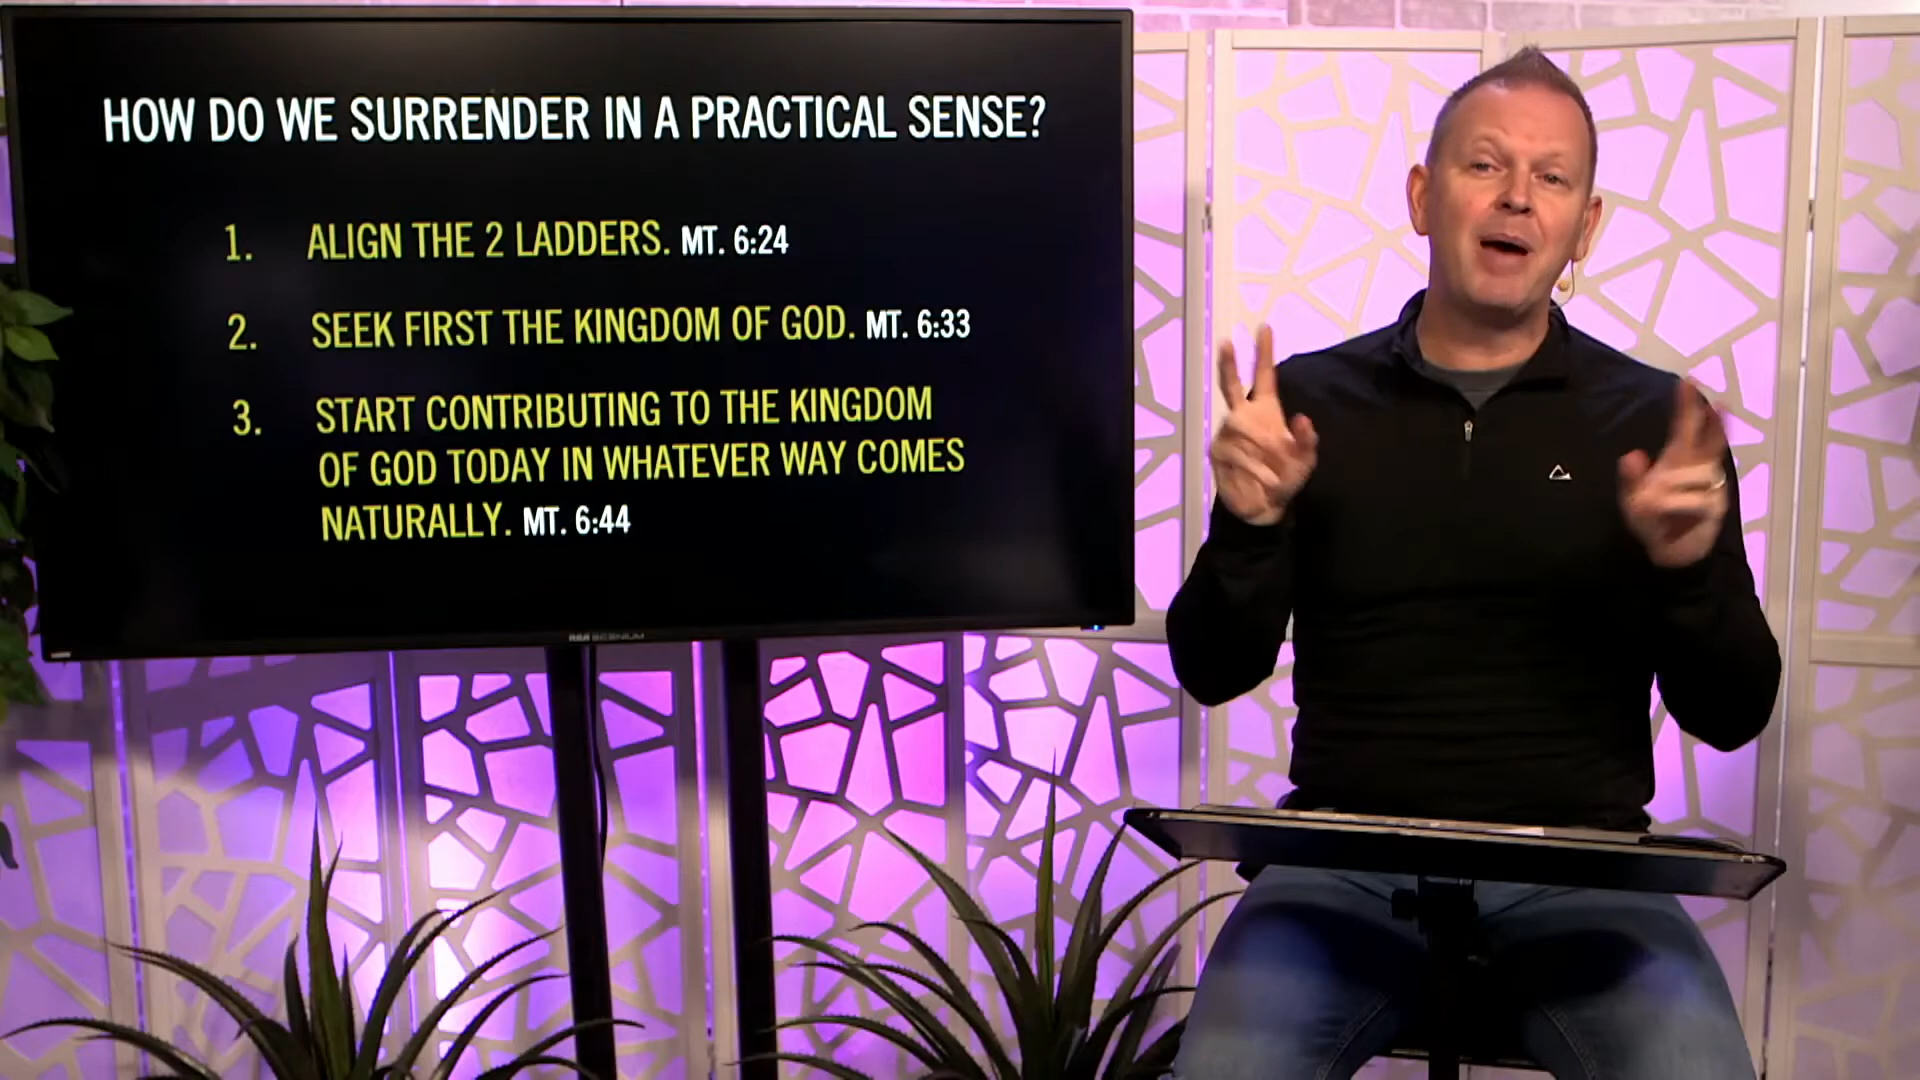 HOW DO WE SURRENDER IN A PRACTICAL SENSE?
1. ALIGN THE 2 LADDERS. MT. 6:24
2. SEEK FIRST THE KINGDOM OF GOD. MT. 6:33
3. START CONTRIBUTING TO THE KINGDOM
OF GOD TODAY IN WHATEVER WAY COMES
NATURALLY. MT. 6:44